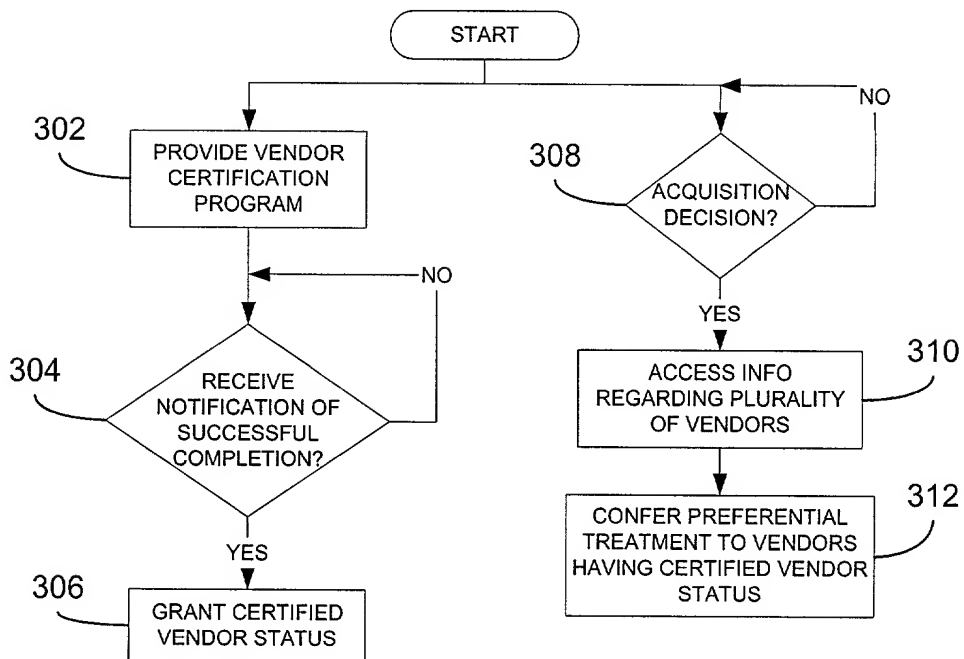 START
302
PROVIDE VENDOR
CERTIFICATION
PROGRAM
NO
304
RECEIVE
NOTIFICATION OF
SUCCESSFUL
COMPLETION?
YES
306
GRANT CERTIFIED
VENDOR STATUS
NO
308
ACQUISITION
DECISION?
YES
310
ACCESS INFO
REGARDING PLURALITY
OF VENDORS
312
CONFER PREFERENTIAL
TREATMENT TO VENDORS
HAVING CERTIFIED VENDOR
STATUS